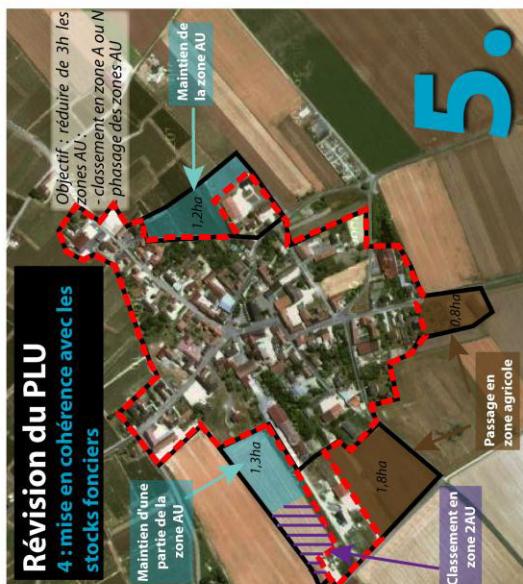 Révision du PLU
4 : mise en cohérence avec les
stocks fonciers
Objectif : réduire de 3h les
zones AU :
- classement en zone A ou N
- phasage des zones AU
Maintien d'une
partie de la
zone AU
Maintien de
la zone AU
1,3ha
1,2ha
1,8ha
0,8ha
Classement en
zone 2AU
Passage en
zone agricole
5.